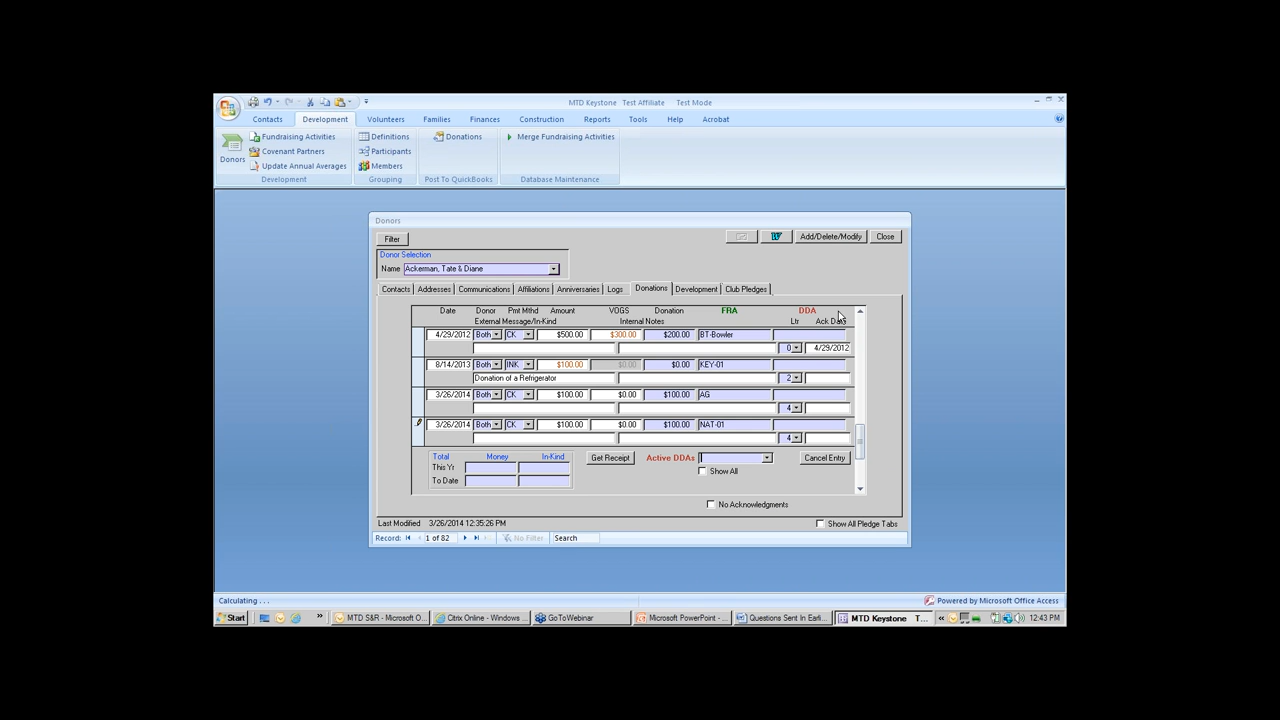 MTD Keystone Test Affiliate Test Mode
Contacts Development Volunteers Families Finances Construction Reports Tools Help Acrobat
Donors
Fundraising Activities
Covenant Partners
Update Annual Averages
Development
Definitions
Participants
Members
Grouping
Donations
Post To QuickBooks
Merge Fundraising Activities
Database Maintenance
Donors
Filter
Add/Delete/Modify Close
Donor Selection
Name Ackerman, Tate & Diane
Contacts Addresses Communications Affiliations Anniversaries Logs Donations Development Club Pledges
Date Donor Pmt Mthd Amount VOGS Donation FRA DDA
External Message/In-Kind Internal Notes Ltr Ack Date
4/29/2012 Both CK $500.00 $300.00 $200.00 BT-Bowler
0 4/29/2012
8/14/2013 Both INK $100.00 $0.00 $0.00 KEY-01
Donation of a Refrigerator 2
3/26/2014 Both CK $100.00 $0.00 $100.00 AG
4
3/26/2014 Both CK $100.00 $0.00 $100.00 NAT-01
4
Total Money In-Kind
This Yr
To Date
Get Receipt Active DDAs Cancel Entry
Show All
No Acknowledgments
Last Modified 3/26/2014 12:35:26 PM Show All Pledge Tabs
Record: 1 of 82 No Filter Search
Calculating . . . Powered by Microsoft Office Access
Start MTD S&R - Microsoft O... Citrix Online - Windows ... GoToWebinar Microsoft PowerPoint - ... Questions Sent In Earli... MTD Keystone T... 12:43 PM